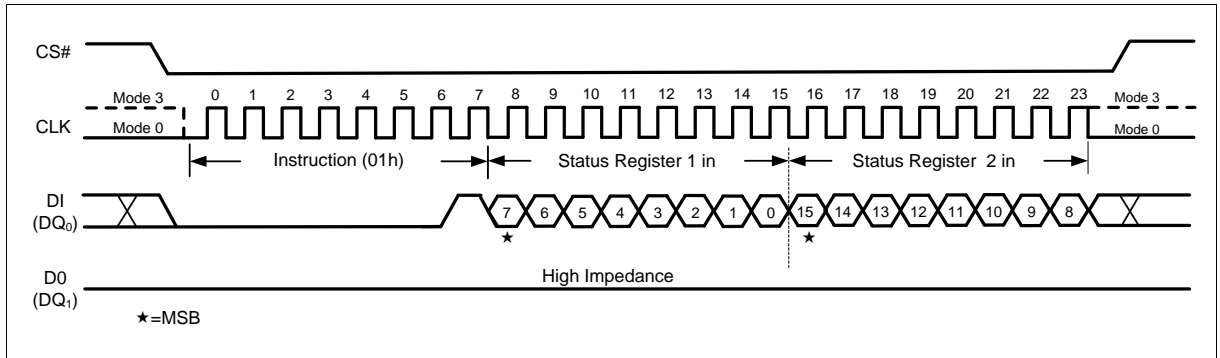 CS#
Mode 3 0 1 2 3 4 5 6 7 8 9 10 11 12 13 14 15 16 17 18 19 20 21 22 23 Mode 3
CLK Mode 0 Mode 0
Instruction (01h) Status Register 1 in Status Register 2 in
DI
(DQ0) 7 6 5 4 3 2 1 0 15 14 13 12 11 10 9 8
★ ★
High Impedance
D0
(DQ1)
★=MSB